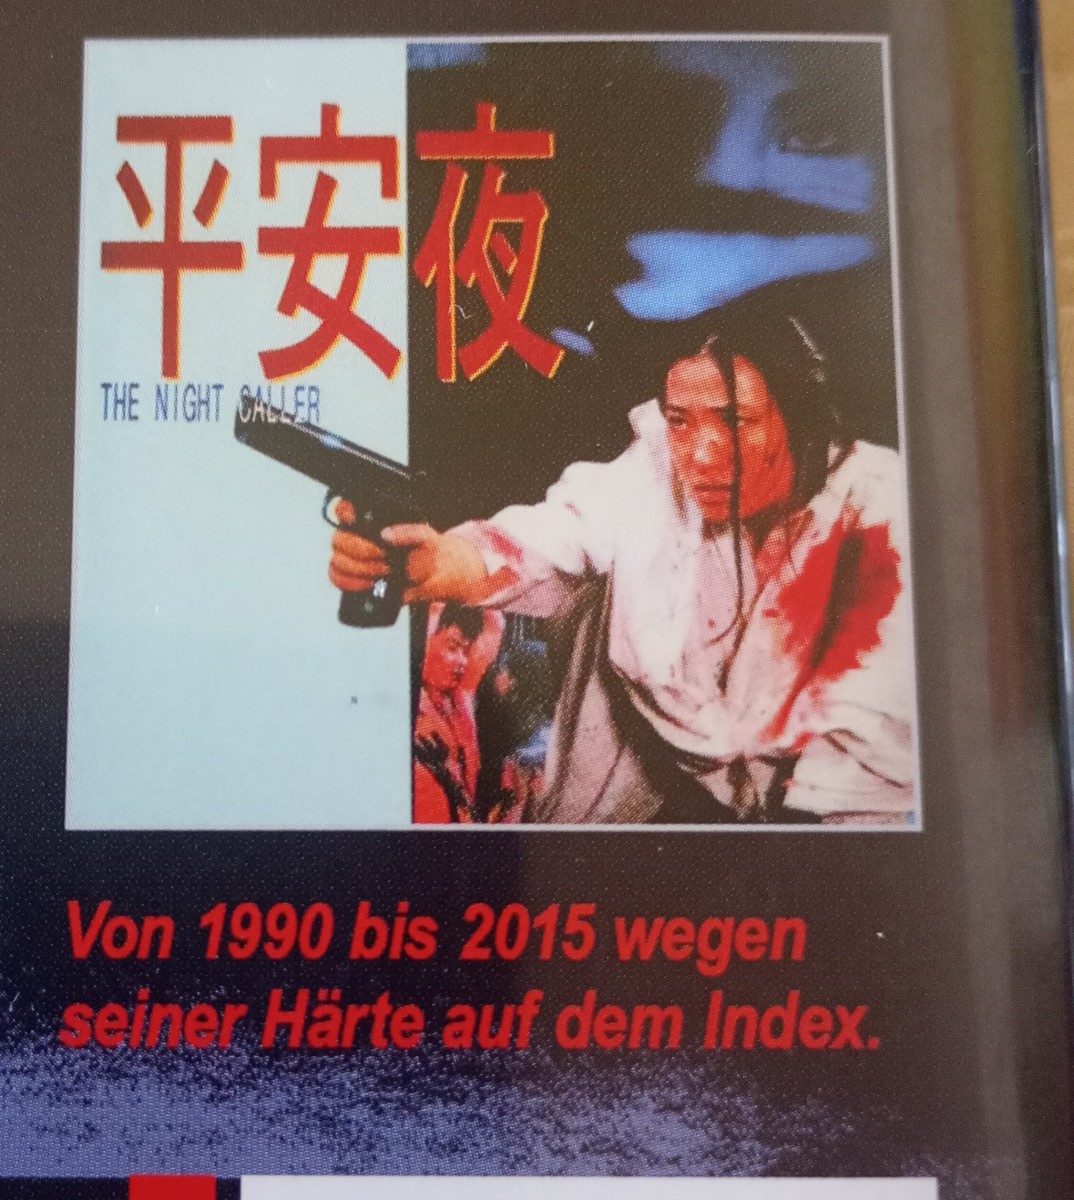 平安夜
THE NIGHT CALLER
Von 1990 bis 2015 wegen
seiner Härte auf dem Index.